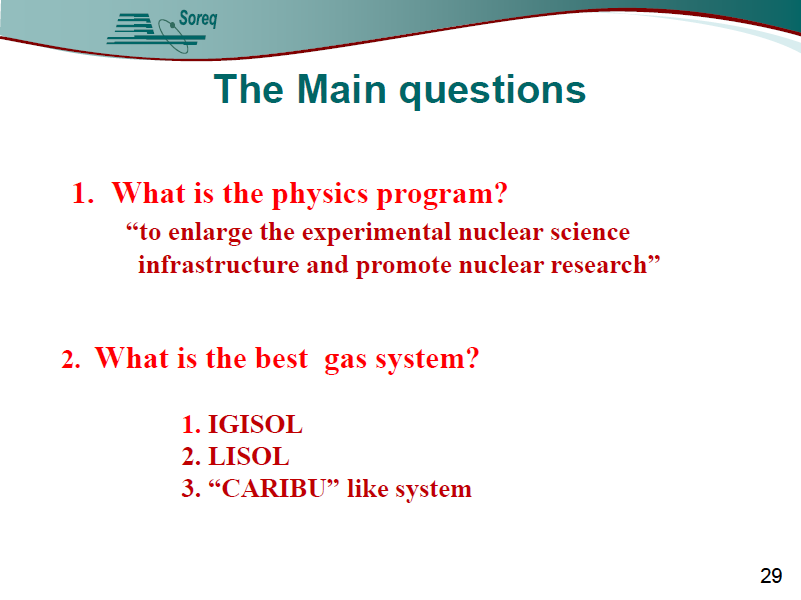 Soreq
The Main questions
1. What is the physics program?
“to enlarge the experimental nuclear science
infrastructure and promote nuclear research”
2. What is the best gas system?
1. IGISOL
2. LISOL
3. “CARIBU” like system
29